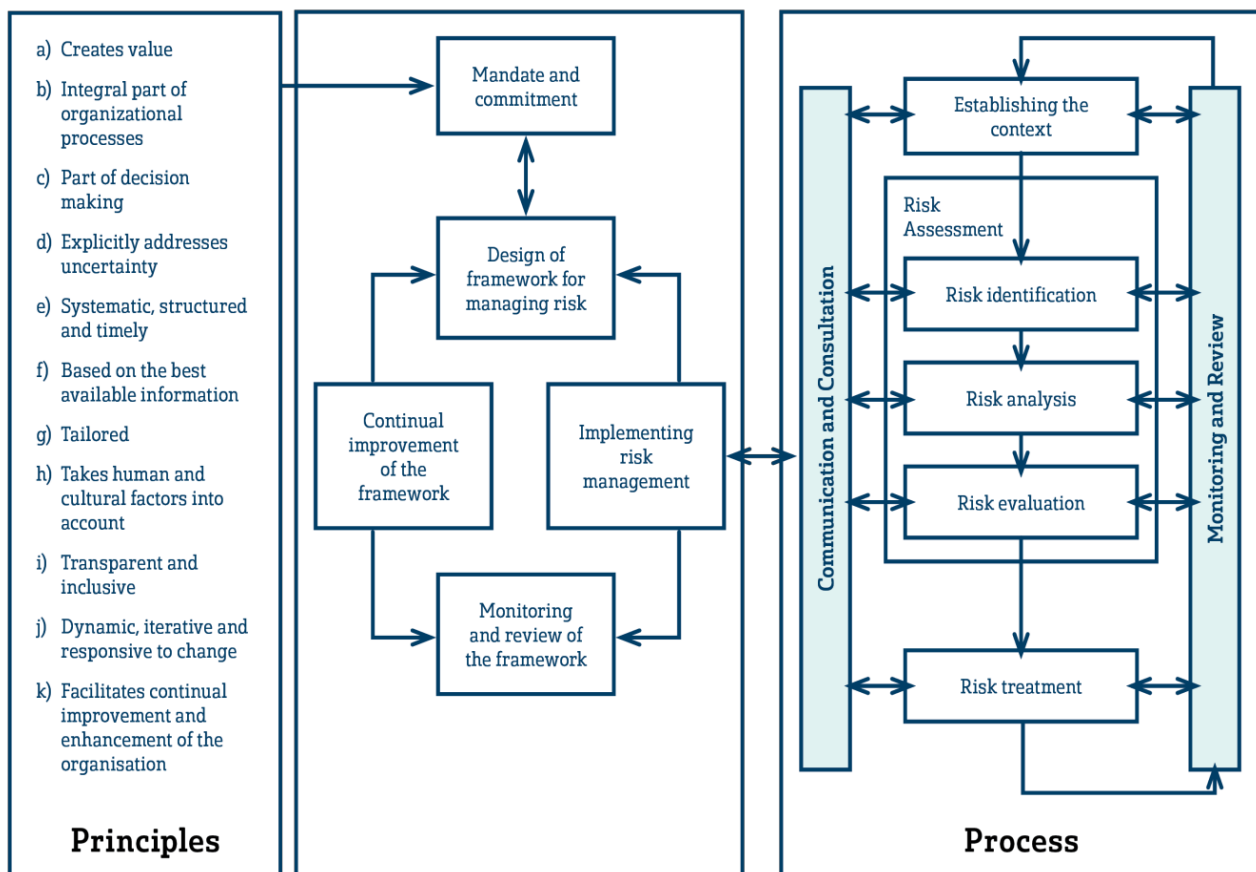 a) Creates value
b) Integral part of
organizational
processes
c) Part of decision
making
d) Explicitly addresses
uncertainty
e) Systematic, structured
and timely
f) Based on the best
available information
g) Tailored
h) Takes human and
cultural factors into
account
i) Transparent and
inclusive
j) Dynamic, iterative and
responsive to change
k) Facilitates continual
improvement and
enhancement of the
organisation
Principles
Mandate and
commitment
Design of
framework for
managing risk
Continual
improvement
of the
framework
Implementing
risk
management
Monitoring
and review of
the framework
Communication and Consultation
Establishing the
context
Risk
Assessment
Risk identification
Risk analysis
Risk evaluation
Risk treatment
Monitoring and Review
Process